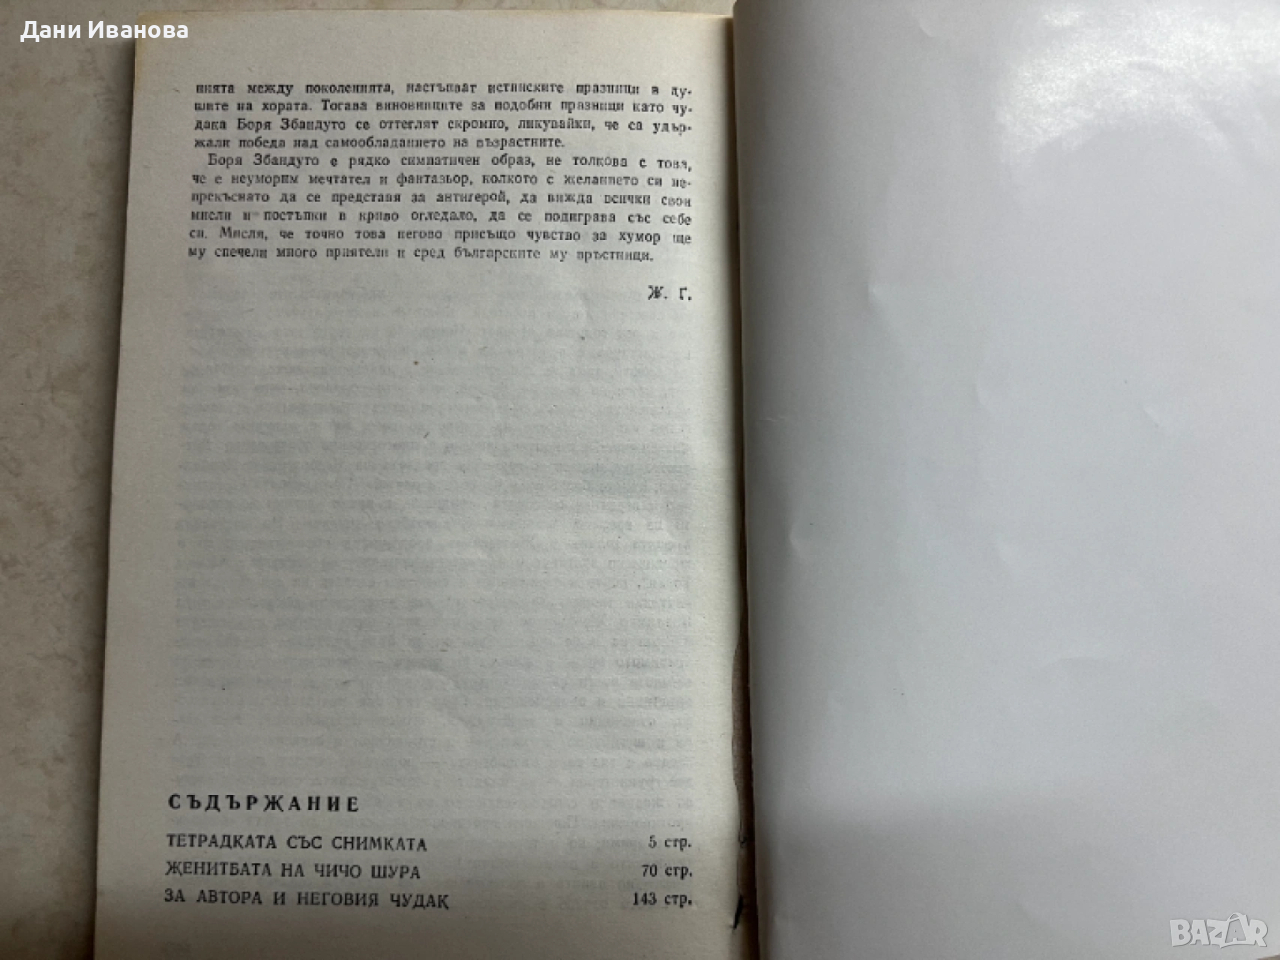 Дани Иванова
нията между поколенията, настъпват истинските празници в ду-
шите на хората. Тогава виновниците за подобни празници като чу-
дака Боря Збандуто се оттеглят скромно, ликувайки, че са удър-
жали победа над самообладанието на възрастните.
Боря Збандуто е рядко симпатичен образ, не толкова с това,
че е неуморим мечтател и фантазьор, колкото с желанието си не-
прекъснато да се представя за антигерой, да вижда всички свои
мисли и постъпки в криво огледало, да се подиграва със себе
си. Мисля, че точно това негово присъщо чувство за хумор ще
му спечели много приятели и сред българските му връстници.
Ж. Г.
СЪДЪРЖАНИЕ
ТЕТРАДКАТА СЪС СНИМКАТА 5 стр.
ЖЕНИТБАТА НА ЧИЧО ШУРА 70 стр.
ЗА АВТОРА И НЕГОВИЯ ЧУДАК 143 стр.
BAZAR